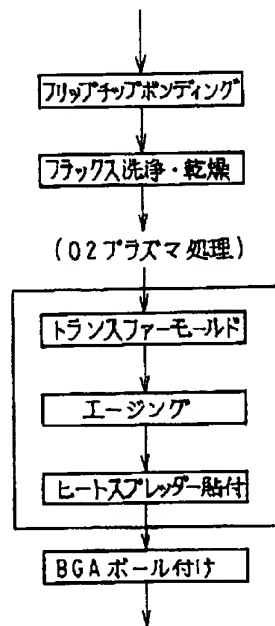 フリップチップボンディング
フラックス洗浄・乾燥
(O2プラズマ処理)
トランスファーモールド
エージング
ヒートスプレッダー貼付
BGAボール付け